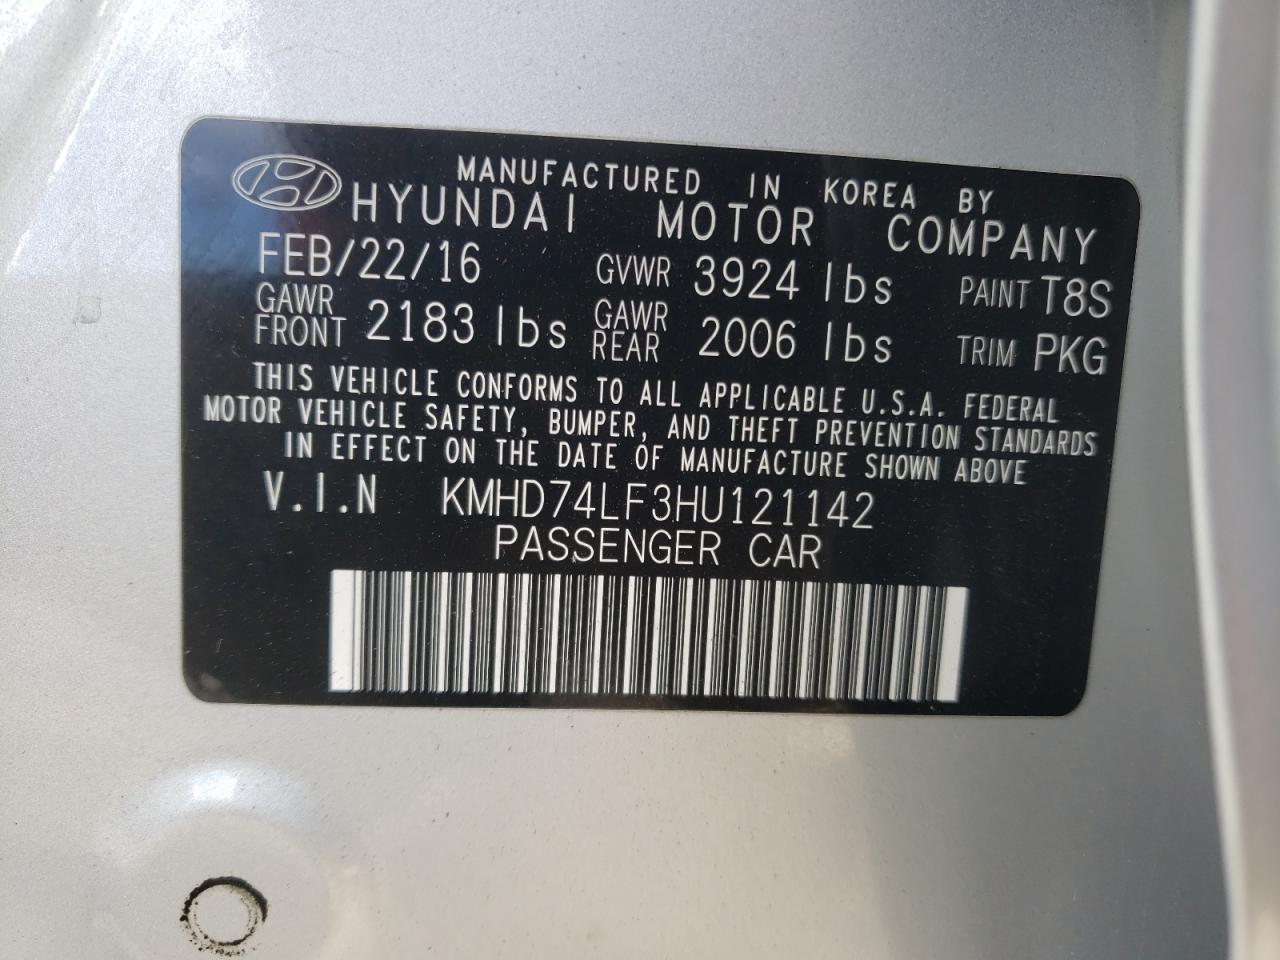 MANUFACTURED IN KOREA BY
HYUNDAI MOTOR COMPANY
FEB/22/16 GVWR 3924 lbs PAINT T8S
GAWR FRONT 2183 lbs GAWR REAR 2006 lbs TRIM PKG
THIS VEHICLE CONFORMS TO ALL APPLICABLE U.S.A. FEDERAL
MOTOR VEHICLE SAFETY, BUMPER, AND THEFT PREVENTION STANDARDS
IN EFFECT ON THE DATE OF MANUFACTURE SHOWN ABOVE
V.I.N KMHD74LF3HU121142
PASSENGER CAR